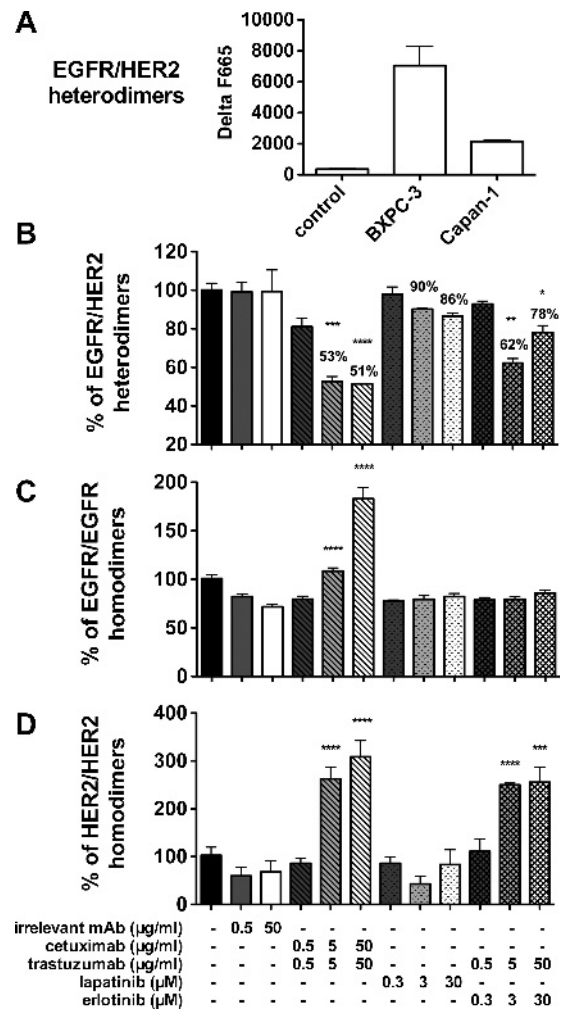 A
EGFR/HER2
heterodimers
Delta F665
10000
8000
6000
4000
2000
0
control
BXPC-3
Capan-1
B
% of EGFR/HER2
heterodimers
120
100
80
60
40
20
***
53%
****
51%
90%
86%
**
62%
*
78%
C
% of EGFR/EGFR
homodimers
200
150
100
50
0
****
****
D
% of HER2/HER2
homodimers
400
300
200
100
0
****
****
****
***
irrelevant mAb (µg/ml) - 0.5 50 - - - - - - - - -
cetuximab (µg/ml) - - - 0.5 5 50 - - - - - -
trastuzumab (µg/ml) - - - 0.5 5 50 - - - 0.5 5 50
lapatinib (µM) - - - - - - 0.3 3 30 - - -
erlotinib (µM) - - - - - - - - - 0.3 3 30